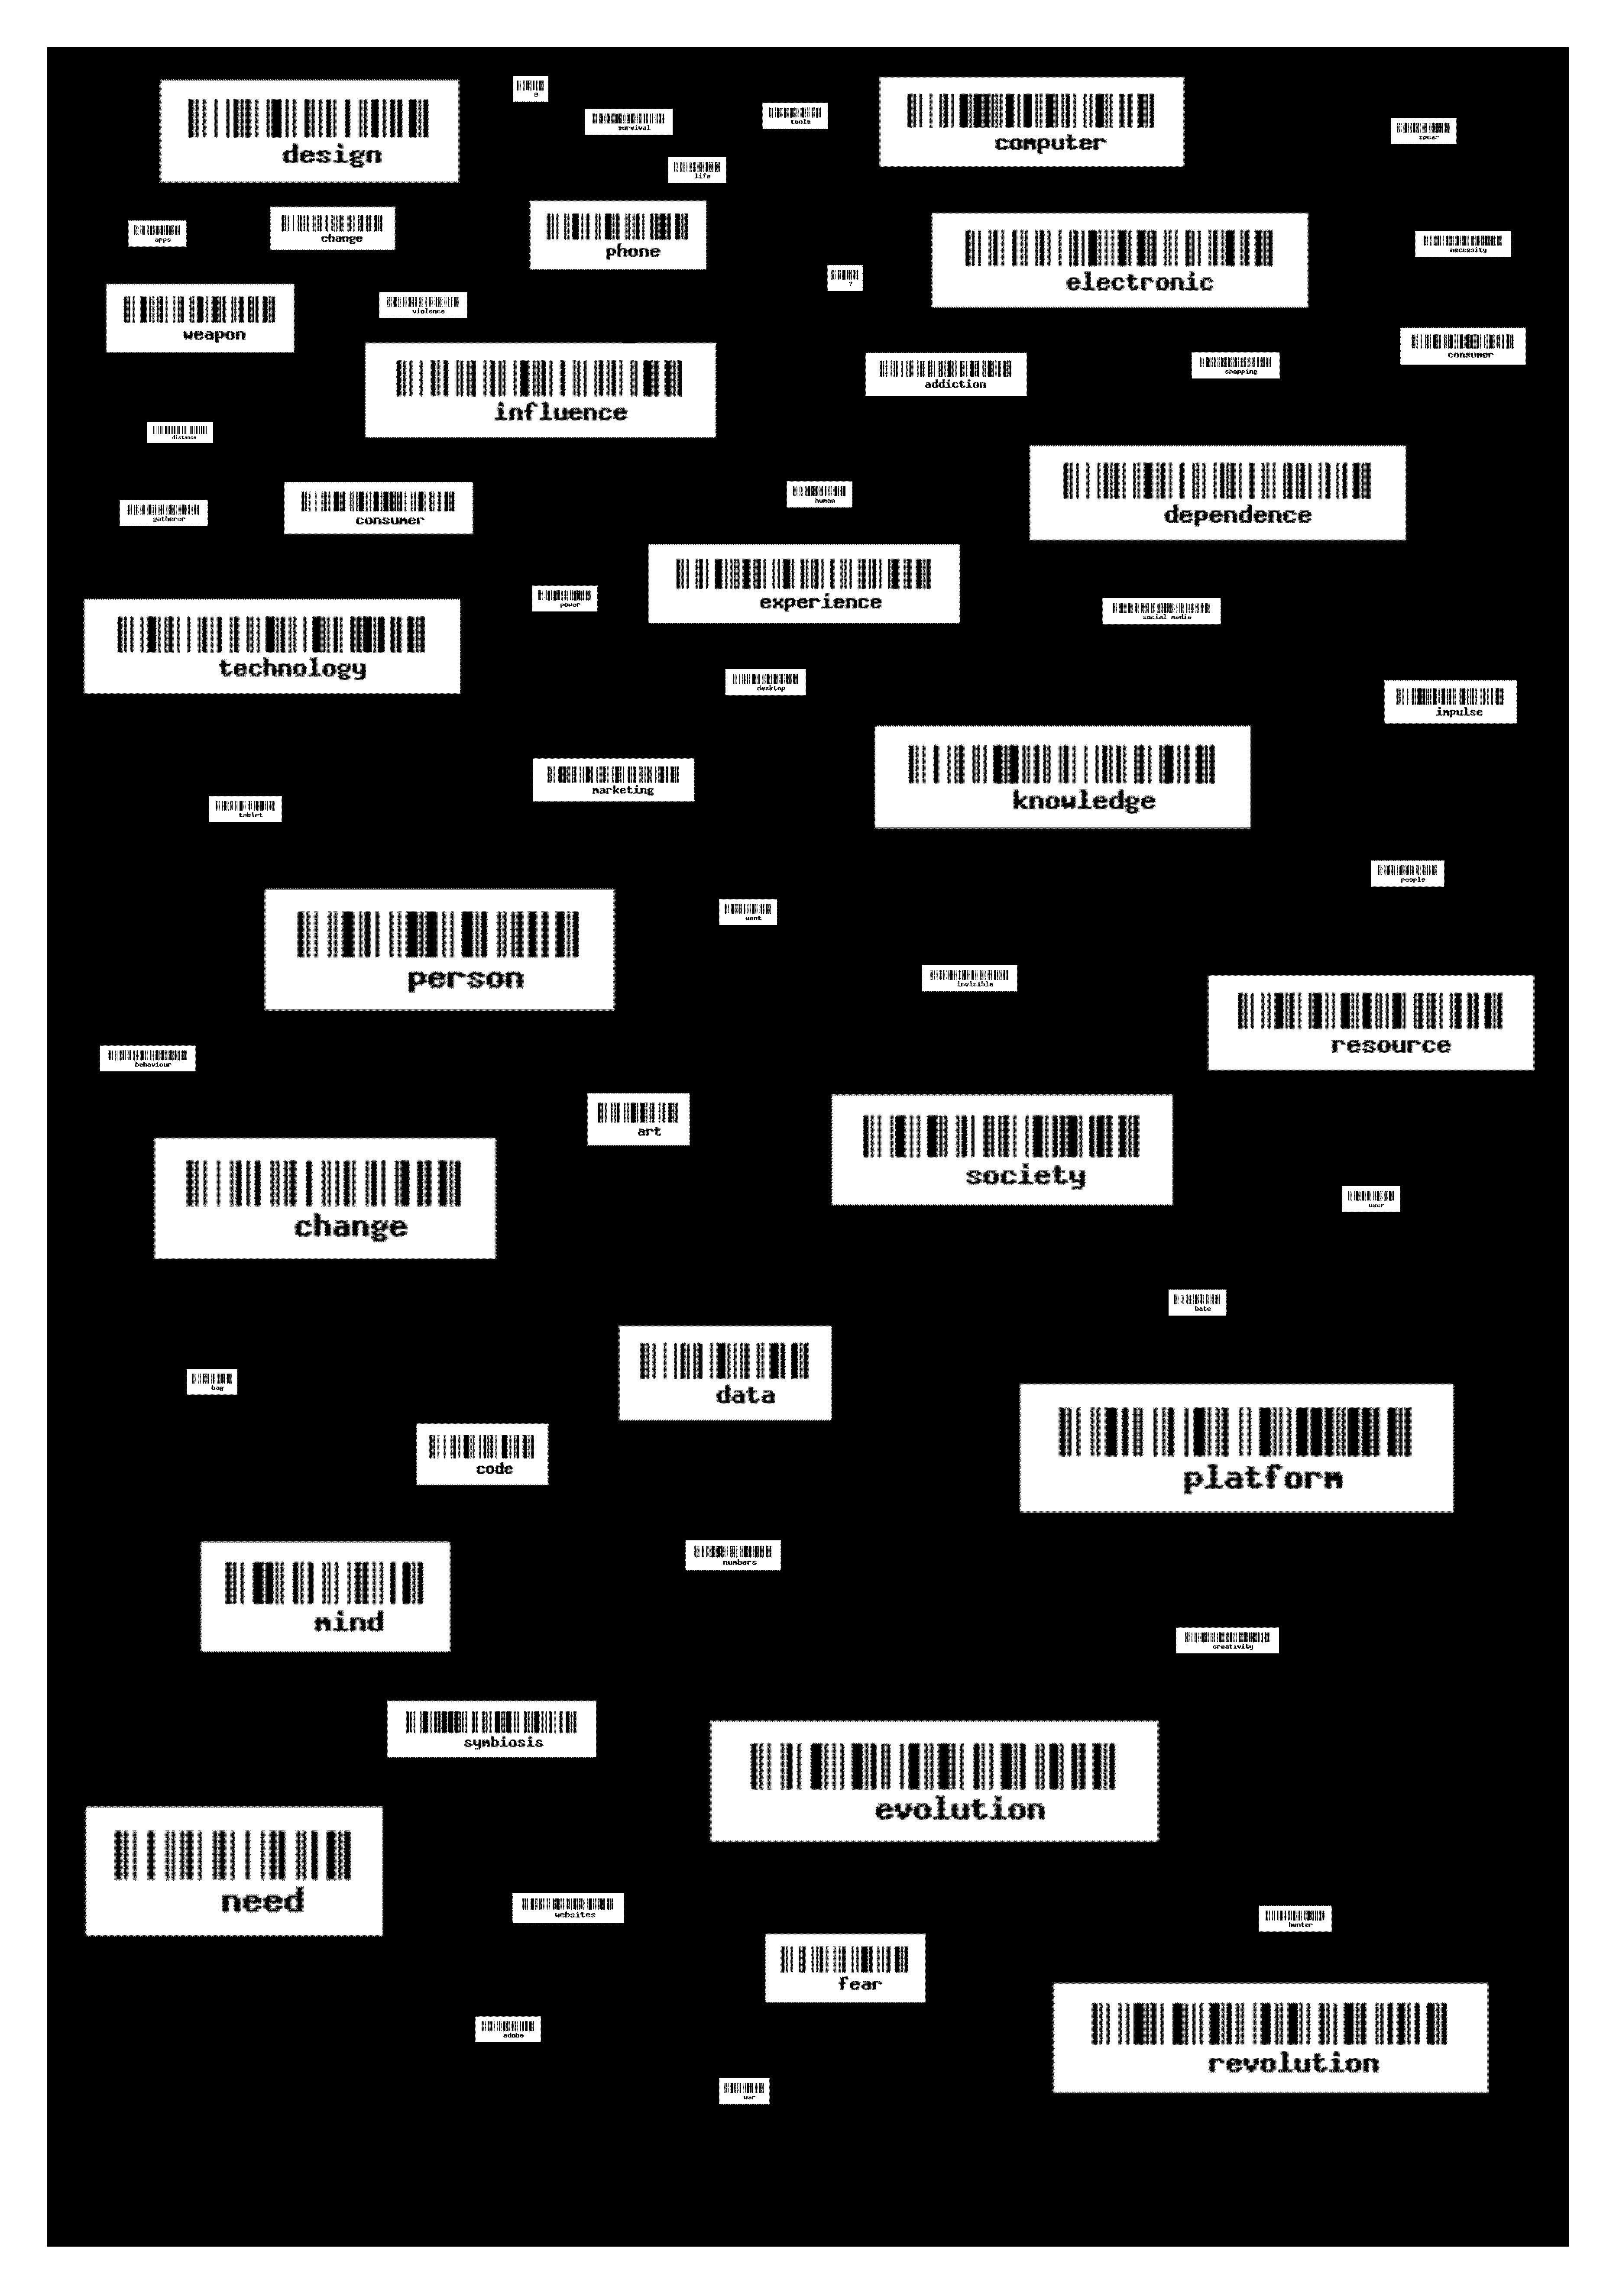 design
@
survival
tools
computer
spear
life
apps
change
phone
electronic
necessity
?
weapon
violence
influence
addiction
shopping
consumer
distance
dependence
gatheror
consumer
human
experience
power
social media
technology
desktop
impulse
marketing
knowledge
tablet
people
person
want
invisible
resource
behaviour
art
society
change
user
bate
data
bag
platform
code
mind
numbers
creativity
symbiosis
evolution
need
websites
hunter
fear
revolution
adobe
war